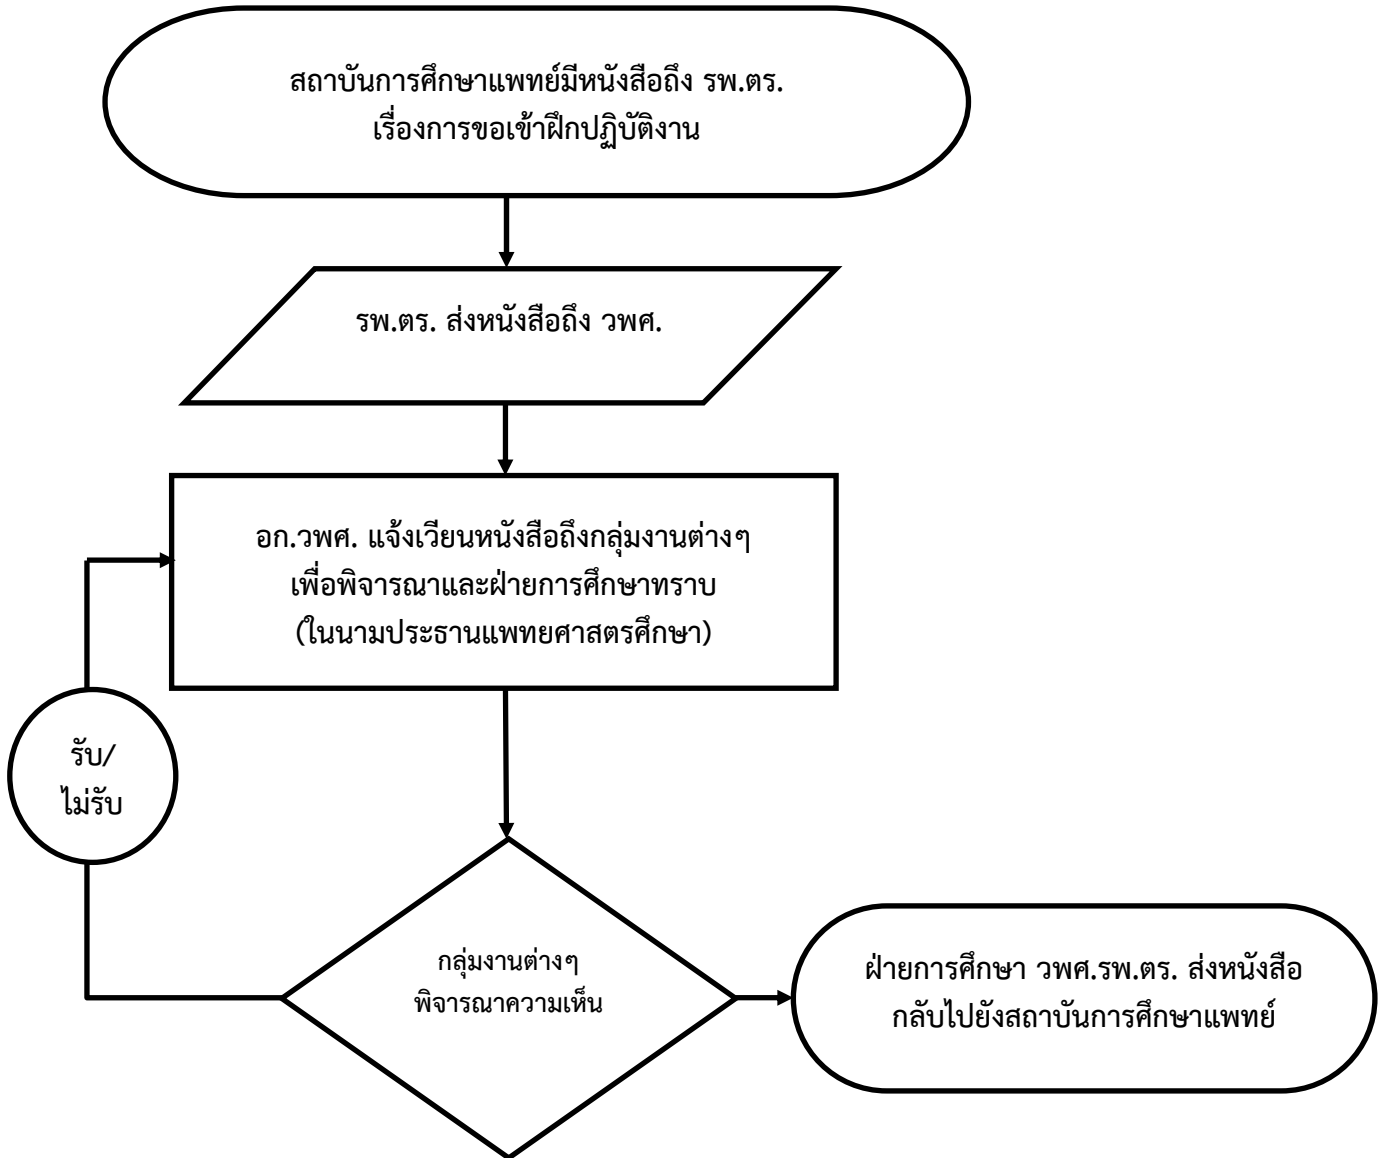 สถาบันการศึกษาแพทย์มีหนังสือถึง รพ.ตร.
เรื่องการขอเข้าฝึกปฏิบัติงาน
รพ.ตร. ส่งหนังสือถึง วพศ.
อก.วพศ. แจ้งเวียนหนังสือถึงกลุ่มงานต่างๆ
เพื่อพิจารณาและฝ่ายการศึกษาทราบ
(ในนามประธานแพทยศาสตรศึกษา)
รับ/
ไม่รับ
กลุ่มงานต่างๆ
พิจารณาความเห็น
ฝ่ายการศึกษา วพศ.รพ.ตร. ส่งหนังสือ
กลับไปยังสถาบันการศึกษาแพทย์